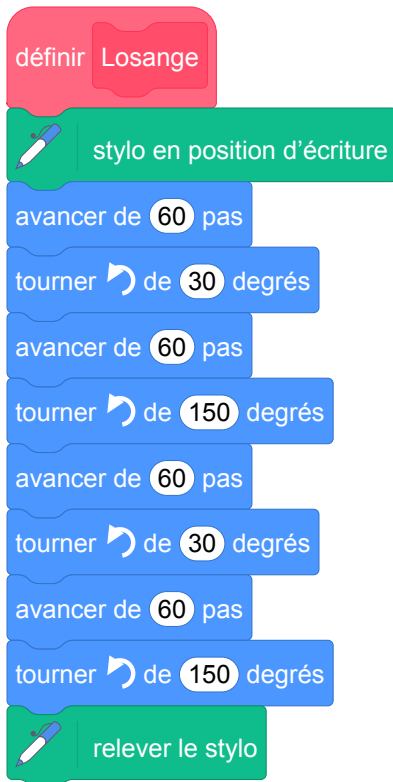 définir Losange
stylo en position d’écriture
avancer de 60 pas
tourner de 30 degrés
avancer de 60 pas
tourner de 150 degrés
avancer de 60 pas
tourner de 30 degrés
avancer de 60 pas
tourner de 150 degrés
relever le stylo